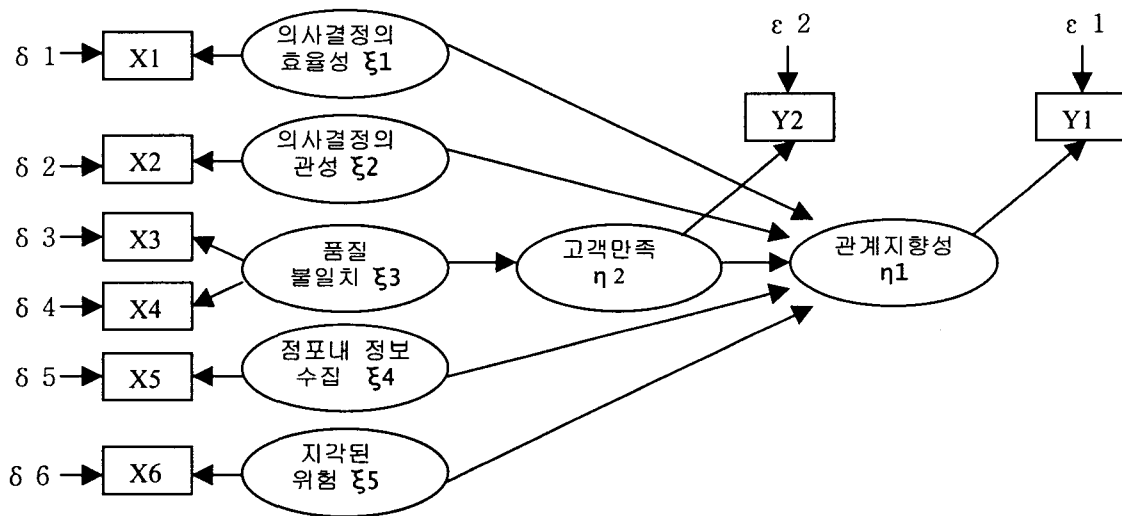 δ 1
X1
의사결정의
효율성 ξ1
ε 2
ε 1
Y2
Y1
δ 2
X2
의사결정의
관성 ξ2
δ 3
X3
품질
불일치 ξ3
고객만족
η 2
관계지향성
η1
δ 4
X4
δ 5
X5
점포내 정보
수집 ξ4
δ 6
X6
지각된
위험 ξ5